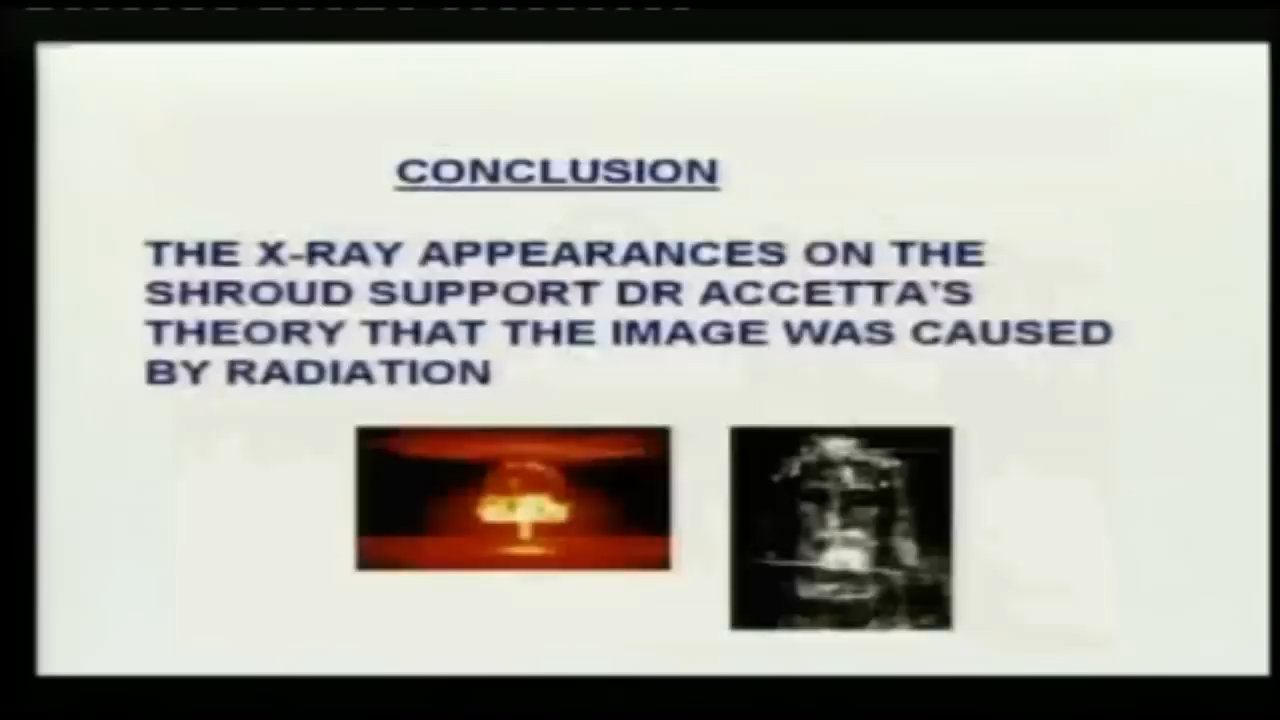 CONCLUSION
THE X-RAY APPEARANCES ON THE
SHROUD SUPPORT DR ACCETTA'S
THEORY THAT THE IMAGE WAS CAUSED
BY RADIATION